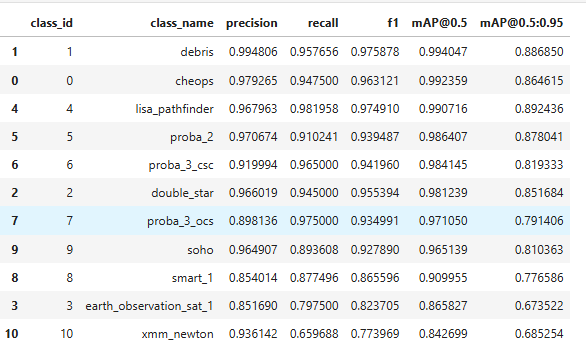 class_id class_name precision recall f1 mAP@0.5 mAP@0.5:0.95
1 1 debris 0.994806 0.957656 0.975878 0.994047 0.886850
0 0 cheops 0.979265 0.947500 0.963121 0.992359 0.864615
4 4 lisa_pathfinder 0.967963 0.981958 0.974910 0.990716 0.892436
5 5 proba_2 0.970674 0.910241 0.939487 0.986407 0.878041
6 6 proba_3_csc 0.919994 0.965000 0.941960 0.984145 0.819333
2 2 double_star 0.966019 0.945000 0.955394 0.981239 0.851684
7 7 proba_3_ocs 0.898136 0.975000 0.934991 0.971050 0.791406
9 9 soho 0.964907 0.893608 0.927890 0.965139 0.810363
8 8 smart_1 0.854014 0.877496 0.865596 0.909955 0.776586
3 3 earth_observation_sat_1 0.851690 0.797500 0.823705 0.865827 0.673522
10 10 xmm_newton 0.936142 0.659688 0.773969 0.842699 0.685254